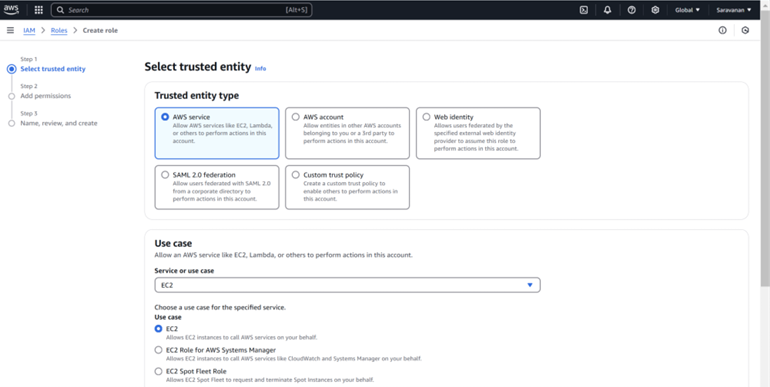 aws
Search
[Alt+S]
Global
Saravanan
IAM
Roles
Create role
Step 1
Select trusted entity
Step 2
Add permissions
Step 3
Name, review, and create
Select trusted entity Info
Trusted entity type
AWS service
Allow AWS services like EC2, Lambda,
or others to perform actions in this
account.
AWS account
Allow entities in other AWS accounts
belonging to you or a 3rd party to
perform actions in this account.
Web identity
Allows users federated by the
specified external web identity
provider to assume this role to
perform actions in this account.
SAML 2.0 federation
Allow users federated with SAML 2.0
from a corporate directory to
perform actions in this account.
Custom trust policy
Create a custom trust policy to
enable others to perform actions in
this account.
Use case
Allow an AWS service like EC2, Lambda, or others to perform actions in this account.
Service or use case
EC2
Choose a use case for the specified service.
Use case
EC2
Allows EC2 instances to call AWS services on your behalf.
EC2 Role for AWS Systems Manager
Allows EC2 instances to call AWS services like CloudWatch and Systems Manager on your behalf.
EC2 Spot Fleet Role
Allows EC2 Spot Fleet to request and terminate Spot Instances on your behalf.